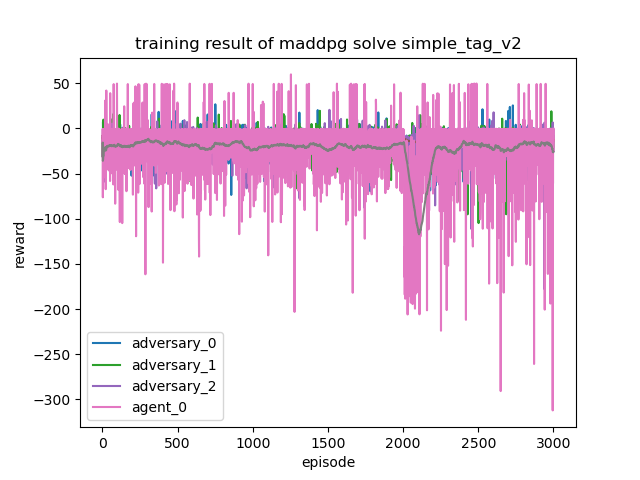 training result of maddpg solve simple_tag_v2
50
0
−50
−100
−150
−200
−250
−300
reward
adversary_0
adversary_1
adversary_2
agent_0
0
500
1000
1500
2000
2500
3000
episode